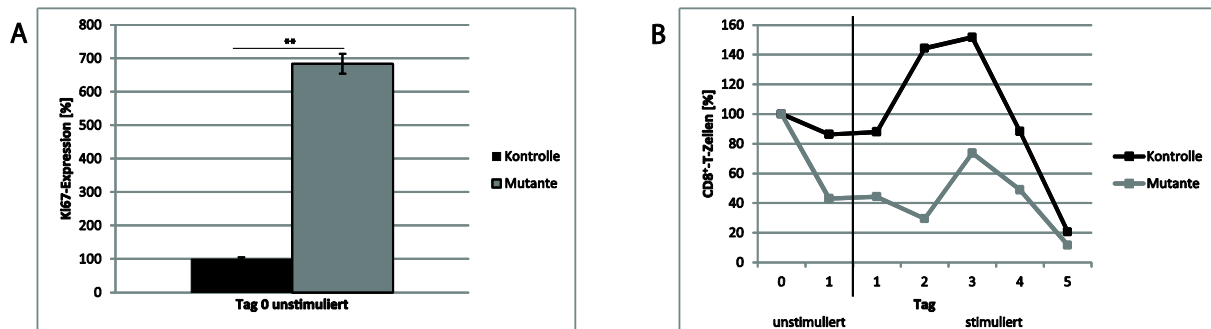 A
KI67-Expression [%]
800
700
600
500
400
300
200
100
0
**
Tag 0 unstimuliert
Kontrolle
Mutante
B
CD8⁺-T-Zellen [%]
160
140
120
100
80
60
40
20
0
0 1 1 2 3 4 5
Tag
unstimuliert stimuliert
Kontrolle
Mutante